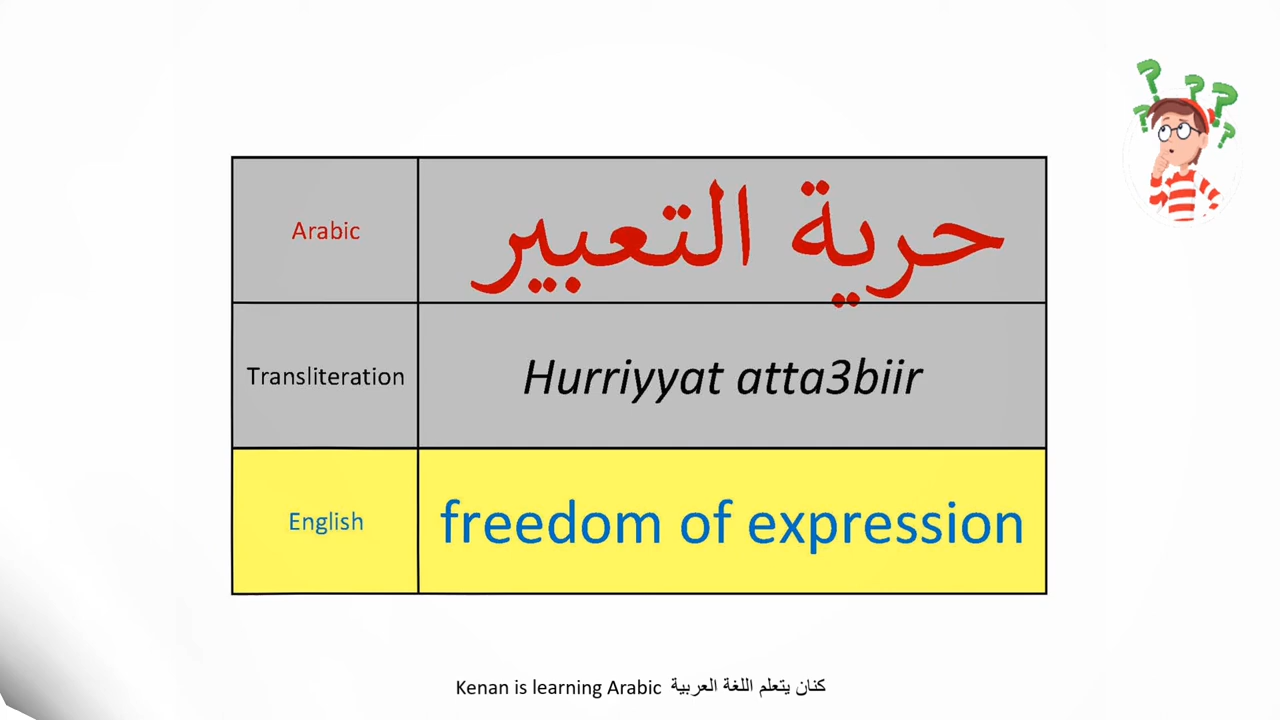 Arabic حرية التعبير
Transliteration Hurriyyat atta3biir
English freedom of expression
Kenan is learning Arabic كنان يتعلم اللغة العربية